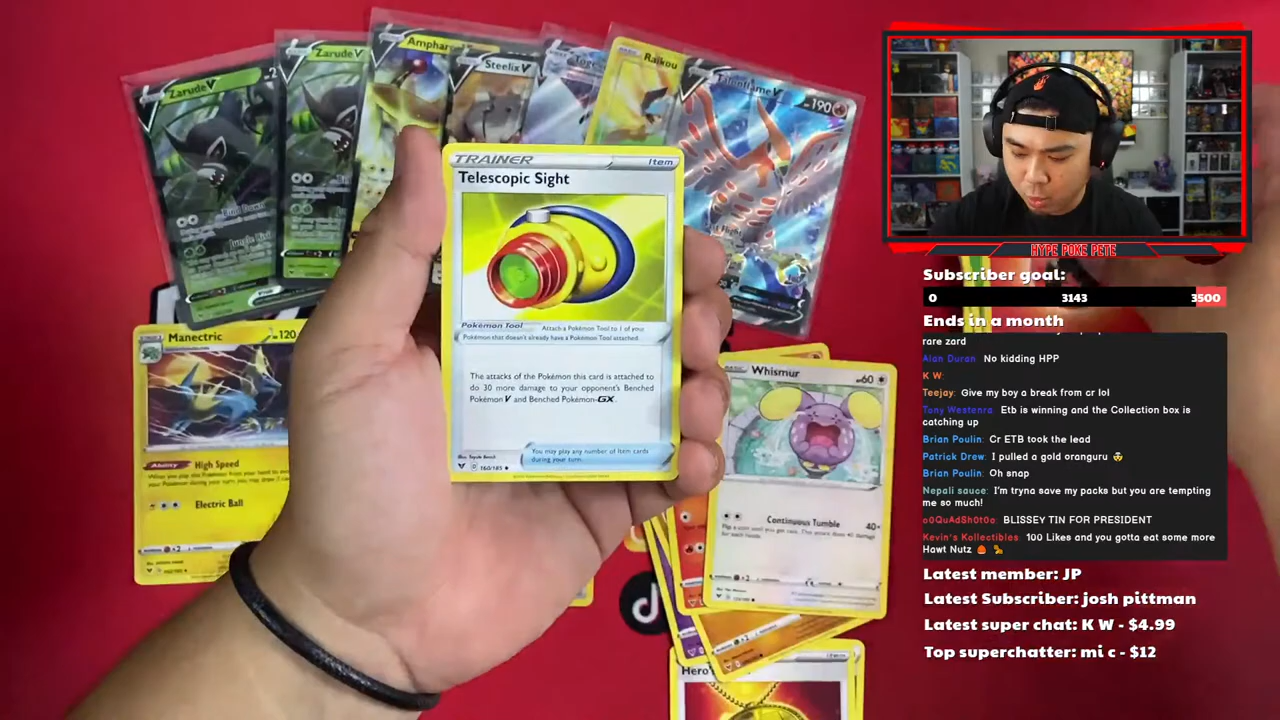 Zarude V
Zarude V
Steelix V
Raikou
Talonflame V 190
TRAINER Item
Telescopic Sight
Pokémon Tool Attach a Pokémon Tool to 1 of your
Pokémon that doesn't already have a Pokémon Tool attached.
The attacks of the Pokémon this card is attached to
do 30 more damage to your opponent's Benched
Pokémon V and Benched Pokémon-GX.
You may play any number of Item cards
during your turn.
160/185
Manectric 120
Ability High Speed
Electric Ball
BASIC Whismur HP60
Continuous Tumble 40×
HYPE POKE PETE
Subscriber goal:
0 3143 3500
Ends in a month
rare zard
Alan Duran: No kidding HPP
K W:
Teejay: Give my boy a break from cr lol
Tony Westenra: Etb is winning and the Collection box is
catching up
Brian Poulin: Cr ETB took the lead
Patrick Drew: I pulled a gold oranguru 🤯
Brian Poulin: Oh snap
Nepali sauce: I'm tryna save my packs but you are tempting
me so much!
o0QuAdSh0t0o: BLISSEY TIN FOR PRESIDENT
Kevin's Kollectibles: 100 Likes and you gotta eat some more
Hawt Nutz
Latest member: JP
Latest Subscriber: josh pittman
Latest super chat: K W - $4.99
Top superchatter: mi c - $12